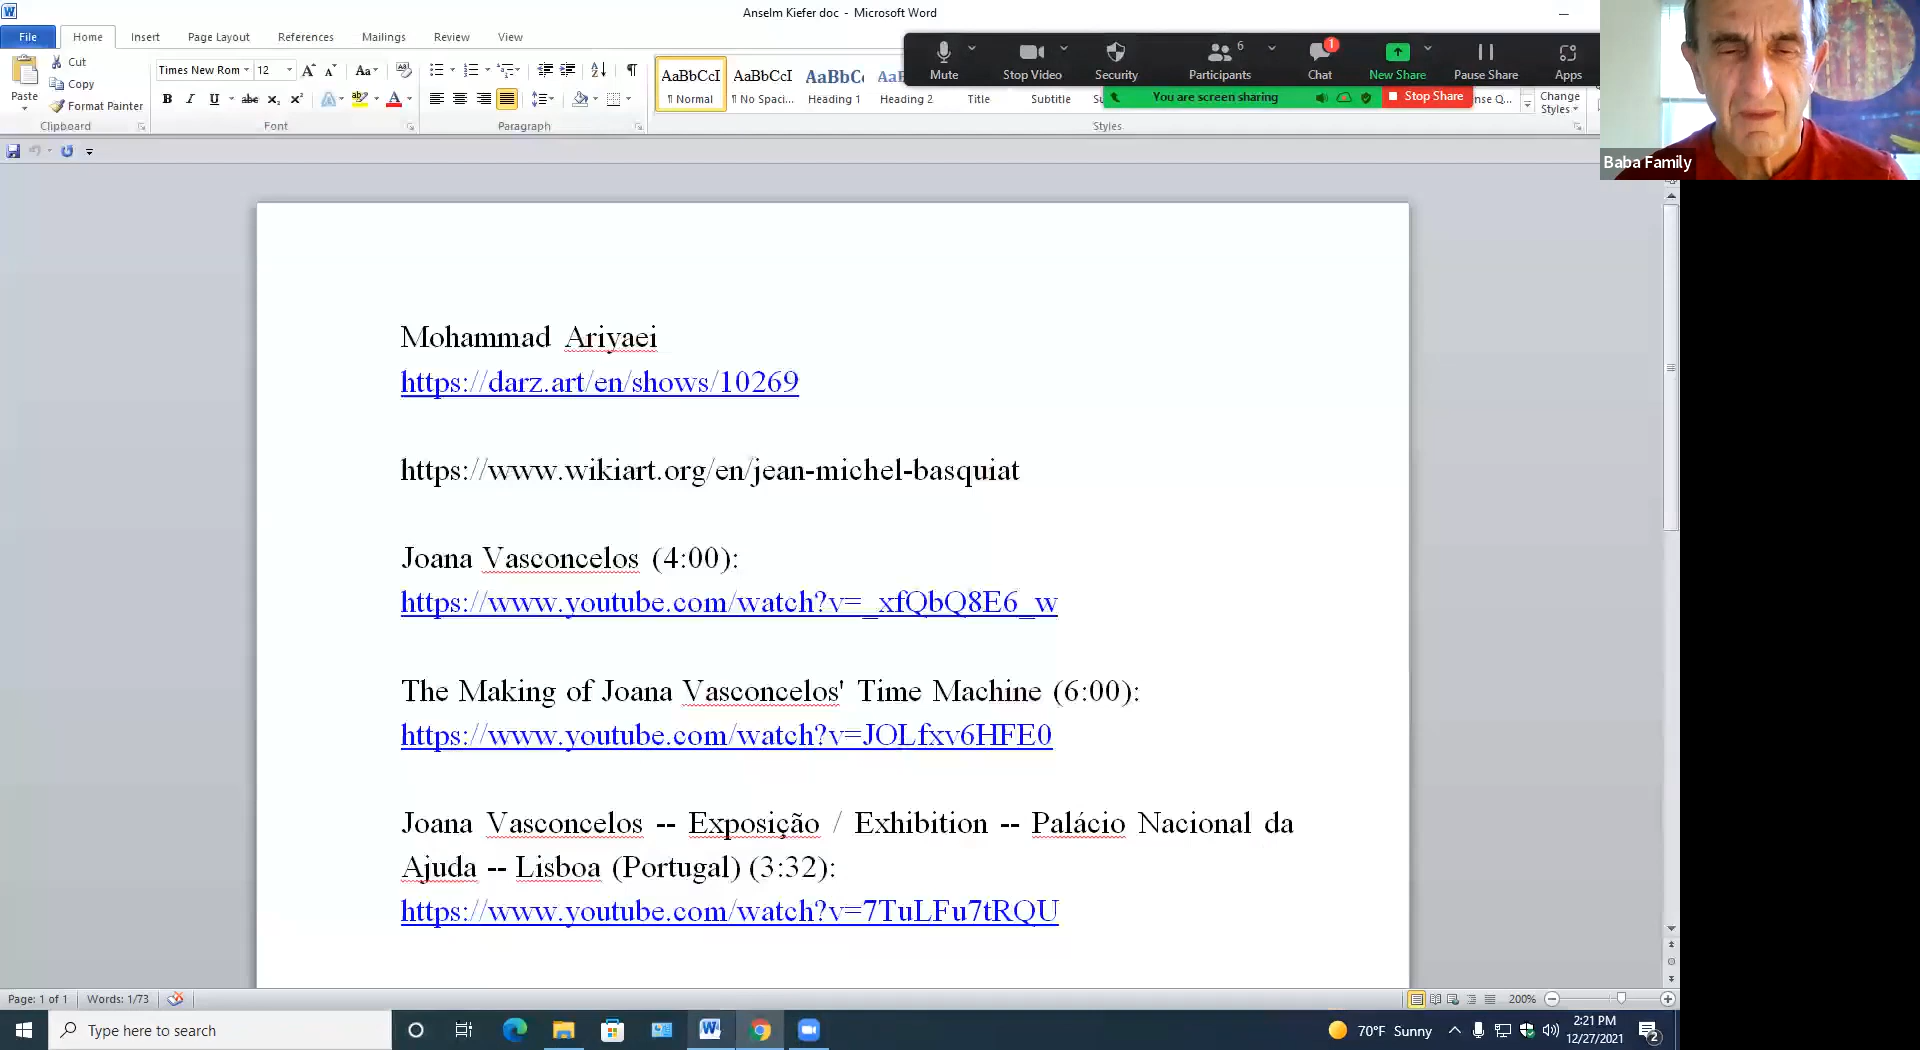 Anselm Kiefer doc - Microsoft Word
File Home Insert Page Layout References Mailings Review View
Cut
Copy
Format Painter
Paste
Clipboard
Times New Rom 12
Font
Paragraph
AaBbCcI AaBbCcI AaBbCc AaB
¶ Normal ¶ No Spaci... Heading 1 Heading 2 Title Subtitle
Styles
Change
Styles
Mute Stop Video Security Participants 6 Chat 1 New Share Pause Share Apps
You are screen sharing Stop Share
Baba Family
Mohammad Ariyaei
https://darz.art/en/shows/10269
https://www.wikiart.org/en/jean-michel-basquiat
Joana Vasconcelos (4:00):
https://www.youtube.com/watch?v=_xfQbQ8E6_w
The Making of Joana Vasconcelos' Time Machine (6:00):
https://www.youtube.com/watch?v=JOLfxv6HFE0
Joana Vasconcelos -- Exposição / Exhibition -- Palácio Nacional da
Ajuda -- Lisboa (Portugal) (3:32):
https://www.youtube.com/watch?v=7TuLFu7tRQU
Page: 1 of 1 Words: 1/73 200%
Type here to search
70°F Sunny
2:21 PM
12/27/2021
2